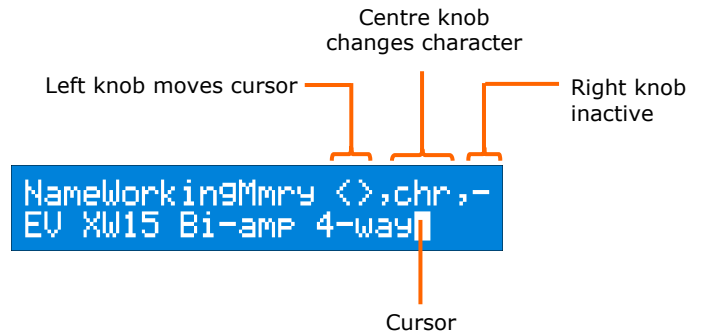 Centre knob
changes character
Left knob moves cursor
Right knob
inactive
NameWorkingMmry <>,chr,-
EV XW15 Bi-amp 4-way
Cursor